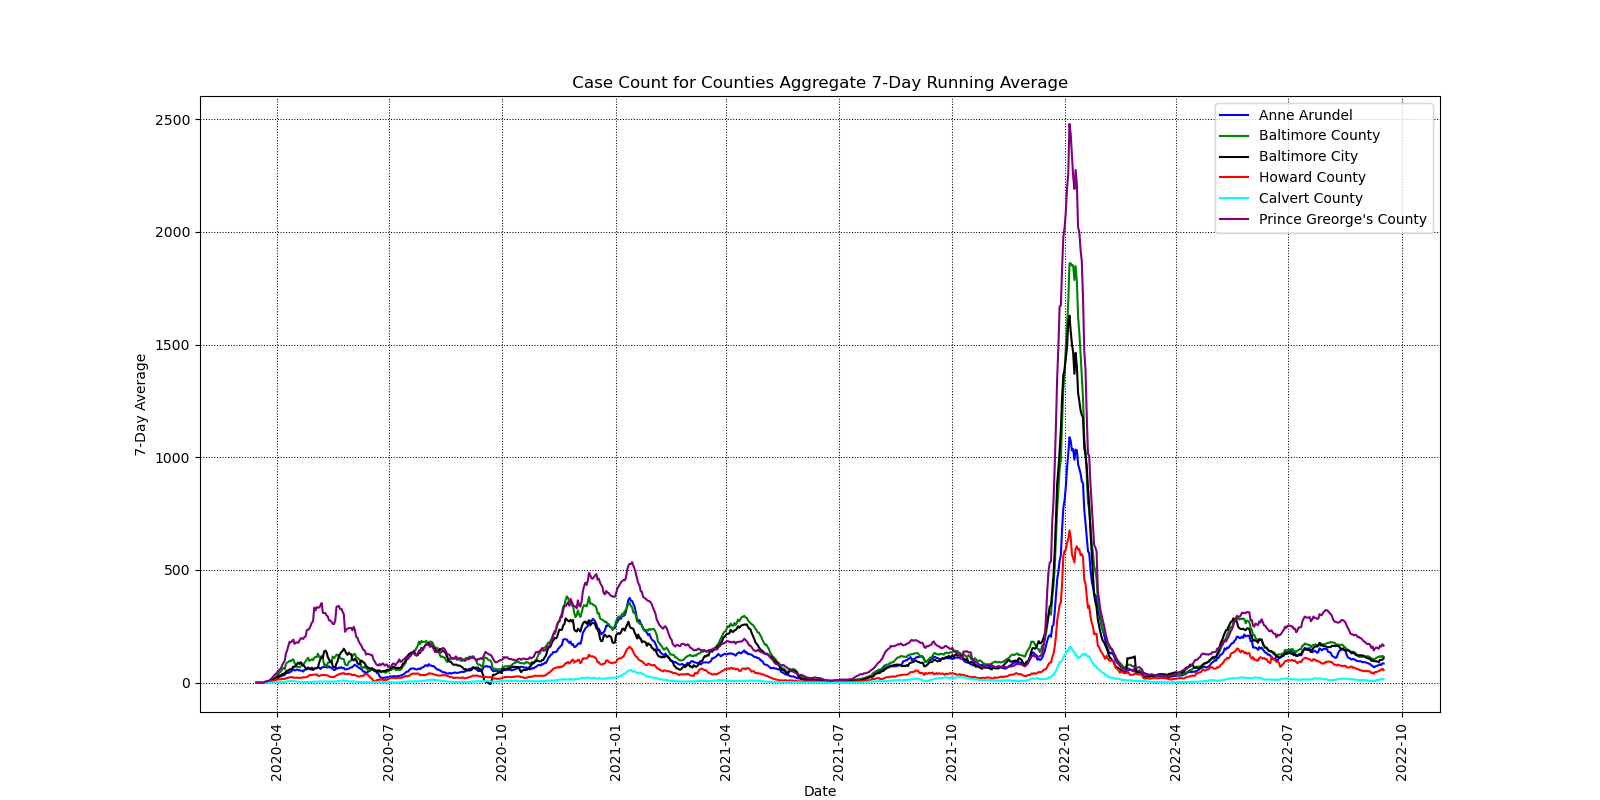 Case Count for Counties Aggregate 7-Day Running Average
2500
2000
1500
1000
500
0
7-Day Average
Anne Arundel
Baltimore County
Baltimore City
Howard County
Calvert County
Prince Greorge's County
2020-04
2020-07
2020-10
2021-01
2021-04
2021-07
2021-10
2022-01
2022-04
2022-07
2022-10
Date